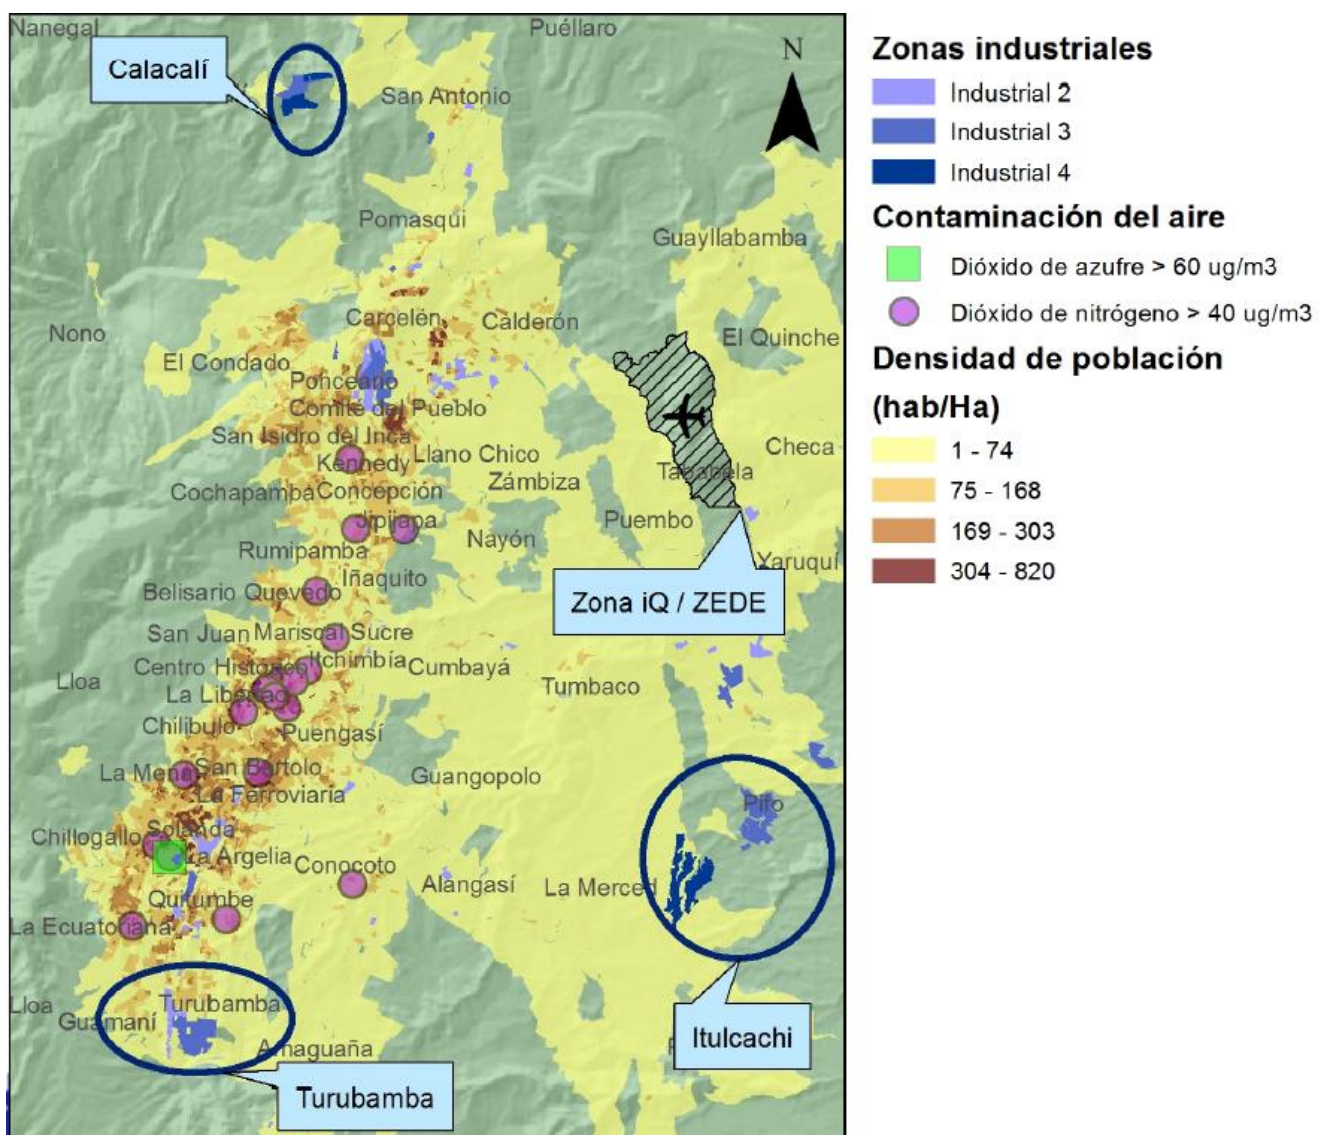 Nanegal
Puéllaro
Calacalí
N
San Antonio
Pomasqui
Guayllabamba
Carcelén
Calderón
Nono
El Quinche
El Condado
Ponceano
Comité del Pueblo
San Isidro del Inca
Checa
Kennedy
Llano Chico
Tababela
Zámbiza
Cochapamba
Concepción
Puembo
Jipijapa
Nayón
Rumipamba
Yaruquí
Iñaquito
Belisario Quevedo
Zona iQ / ZEDE
San Juan
Mariscal Sucre
Centro Histórico
Itchimbía
Cumbayá
Lloa
La Libertad
Tumbaco
Chilibulo
Puengasí
La Mena
San Bartolo
Guangopolo
La Ferroviaria
Pifo
Chillogallo
Solanda
La Argelia
Conocoto
Alangasí
La Merced
Quitumbe
La Ecuatoriana
Lloa
Turubamba
Guamaní
Itulcachi
Amaguaña
Turubamba
Zonas industriales
Industrial 2
Industrial 3
Industrial 4
Contaminación del aire
Dióxido de azufre > 60 ug/m3
Dióxido de nitrógeno > 40 ug/m3
Densidad de población
(hab/Ha)
1 - 74
75 - 168
169 - 303
304 - 820